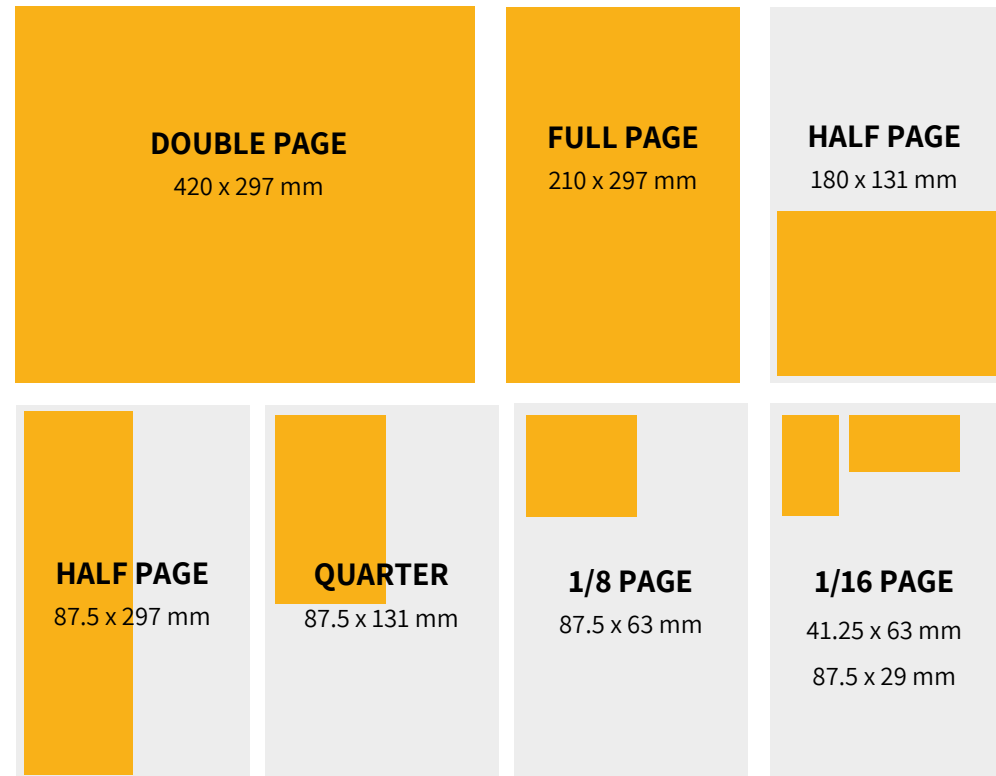 DOUBLE PAGE
420 x 297 mm
FULL PAGE
210 x 297 mm
HALF PAGE
180 x 131 mm
HALF PAGE
87.5 x 297 mm
QUARTER
87.5 x 131 mm
1/8 PAGE
87.5 x 63 mm
1/16 PAGE
41.25 x 63 mm
87.5 x 29 mm